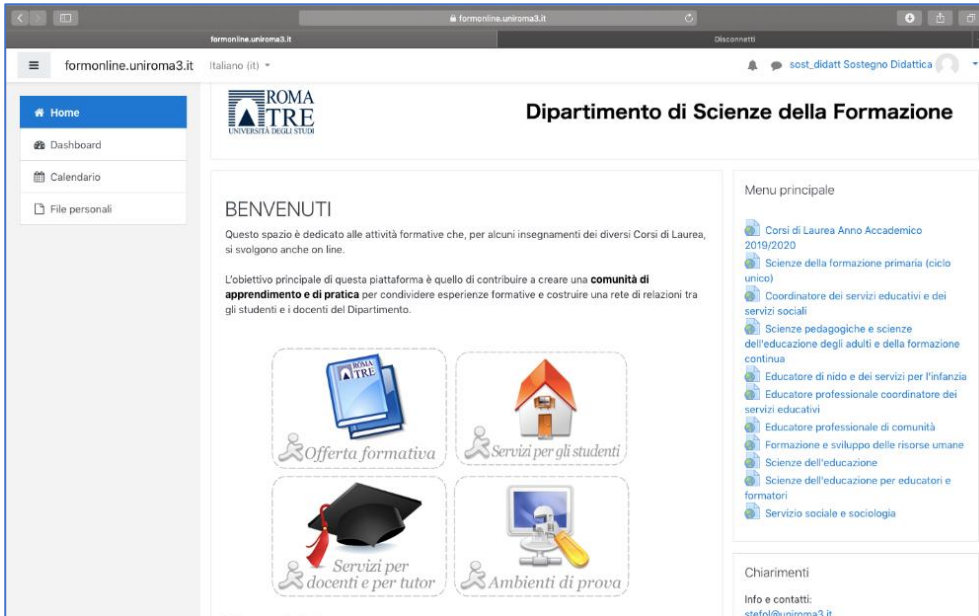 formonline.uniroma3.it
formonline.uniroma3.it
Disconnetti
formonline.uniroma3.it
Italiano (it)
sost_didatt Sostegno Didattica
Home
Dashboard
Calendario
File personali
ROMA
TRE
UNIVERSITÀ DEGLI STUDI
Dipartimento di Scienze della Formazione
BENVENUTI
Questo spazio è dedicato alle attività formative che, per alcuni insegnamenti dei diversi Corsi di Laurea,
si svolgono anche on line.
L'obiettivo principale di questa piattaforma è quello di contribuire a creare una comunità di
apprendimento e di pratica per condividere esperienze formative e costruire una rete di relazioni tra
gli studenti e i docenti del Dipartimento.
ROMA
TRE
Offerta formativa
Servizi per gli studenti
Servizi per
docenti e per tutor
Ambienti di prova
Menu principale
Corsi di Laurea Anno Accademico
2019/2020
Scienze della formazione primaria (ciclo
unico)
Coordinatore dei servizi educativi e dei
servizi sociali
Scienze pedagogiche e scienze
dell'educazione degli adulti e della formazione
continua
Educatore di nido e dei servizi per l'infanzia
Educatore professionale coordinatore dei
servizi educativi
Educatore professionale di comunità
Formazione e sviluppo delle risorse umane
Scienze dell'educazione
Scienze dell'educazione per educatori e
formatori
Servizio sociale e sociologia
Chiarimenti
Info e contatti:
stefol@uniroma3.it